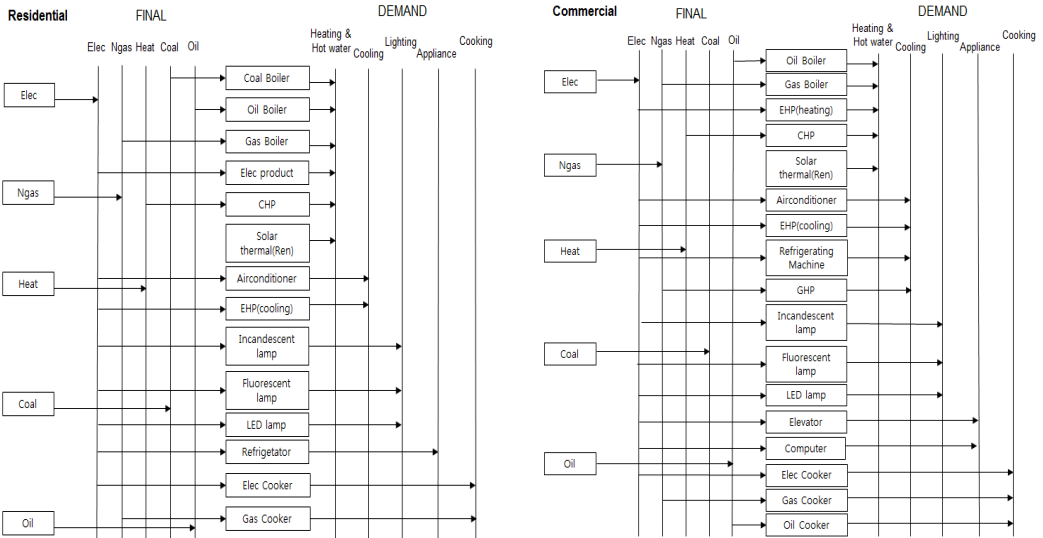 Residential
FINAL
DEMAND
Elec Ngas Heat Coal Oil
Heating &
Hot water
Cooling
Lighting
Appliance
Cooking
Elec
Ngas
Heat
Coal
Oil
Coal Boiler
Oil Boiler
Gas Boiler
Elec product
CHP
Solar
thermal(Ren)
Airconditioner
EHP(cooling)
Incandescent
lamp
Fluorescent
lamp
LED lamp
Refrigetator
Elec Cooker
Gas Cooker
Commercial
FINAL
DEMAND
Elec Ngas Heat Coal Oil
Heating &
Hot water
Cooling
Lighting
Appliance
Cooking
Elec
Ngas
Heat
Coal
Oil
Oil Boiler
Gas Boiler
EHP(heating)
CHP
Solar
thermal(Ren)
Airconditioner
EHP(cooling)
Refrigerating
Machine
GHP
Incandescent
lamp
Fluorescent
lamp
LED lamp
Elevator
Computer
Elec Cooker
Gas Cooker
Oil Cooker